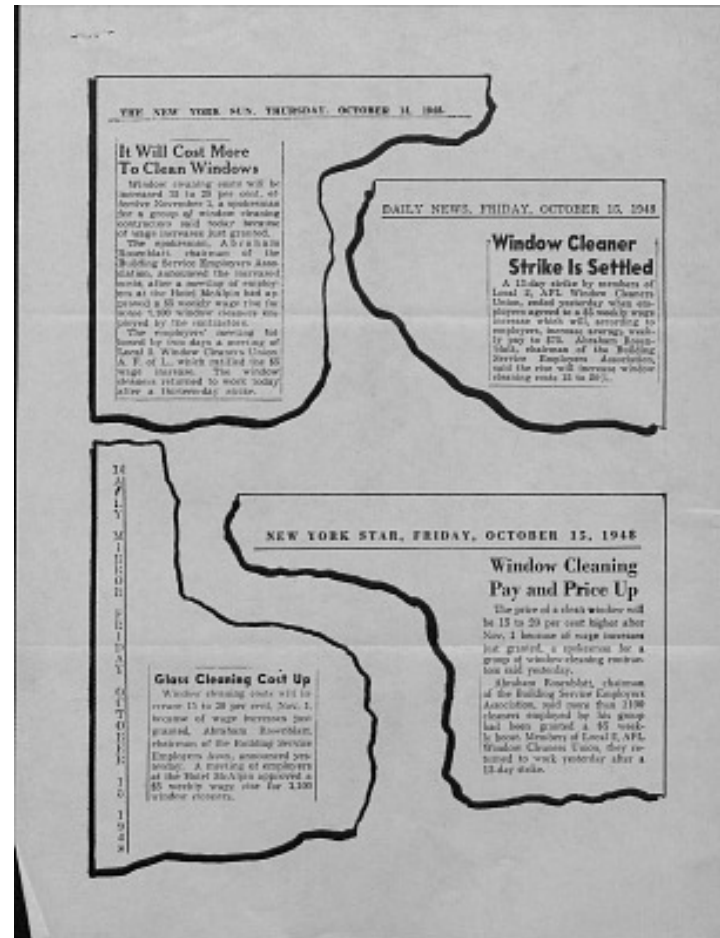 THE NEW YORK SUN, THURSDAY, OCTOBER 14, 1948.
It Will Cost More
To Clean Windows
Window cleaning costs will be
increased 15 to 20 per cent, ef-
fective November 1, a spokesman
for a group of window cleaning
contractors said today because
of wage increases just granted.
The spokesman, Abraham
Rosenblatt, chairman of the
Building Service Employers Asso-
ciation, announced the increased
costs after a meeting of employ-
ers at the Hotel McAlpin had ap-
proved a $5 weekly wage rise for
some 1,100 window cleaners em-
ployed by the contractors.
The employers' meeting fol-
lowed by two days a meeting of
Local 2, Window Cleaners Union,
A. F. of L., which ratified the $5
wage increase. The window
cleaners returned to work today
after a thirteen-day strike.
DAILY NEWS, FRIDAY, OCTOBER 15, 1948
Window Cleaner
Strike Is Settled
A 13-day strike by members of
Local 2, AFL Window Cleaners
Union, ended yesterday when em-
ployers agreed to a $5 weekly wage
increase which will, according to
employers, increase average week-
ly pay to
Abraham Rosen-
blatt, chairman of the Building
Service Employers Association,
said the rise will increase window
cleaning costs 15 to 20%.
DAILY MIRROR FRIDAY OCTOBER 15 1948
Glass Cleaning Cost Up
Window cleaning costs will in-
crease 15 to 20 per cent, Nov. 1,
because of wage increases just
granted, Abraham Rosenblatt,
chairman of the Building Service
Employers Assn., announced yes-
terday. A meeting of employers
at the Hotel McAlpin approved a
$5 weekly wage rise for 1,100
window cleaners.
NEW YORK STAR, FRIDAY, OCTOBER 15, 1948
Window Cleaning
Pay and Price Up
The price of a clean window will
be 15 to 20 per cent higher after
Nov. 1 because of wage increases
just granted, a spokesman for a
group of window-cleaning contrac-
tors said yesterday.
Abraham Rosenblatt, chairman
of the Building Service Employers
Association, said more than 1100
cleaners employed by his group
had been granted a $5 week-
ly boost. Members of Local 2, AFL
Window Cleaners Union, they re-
turned to work yesterday after a
13-day strike.